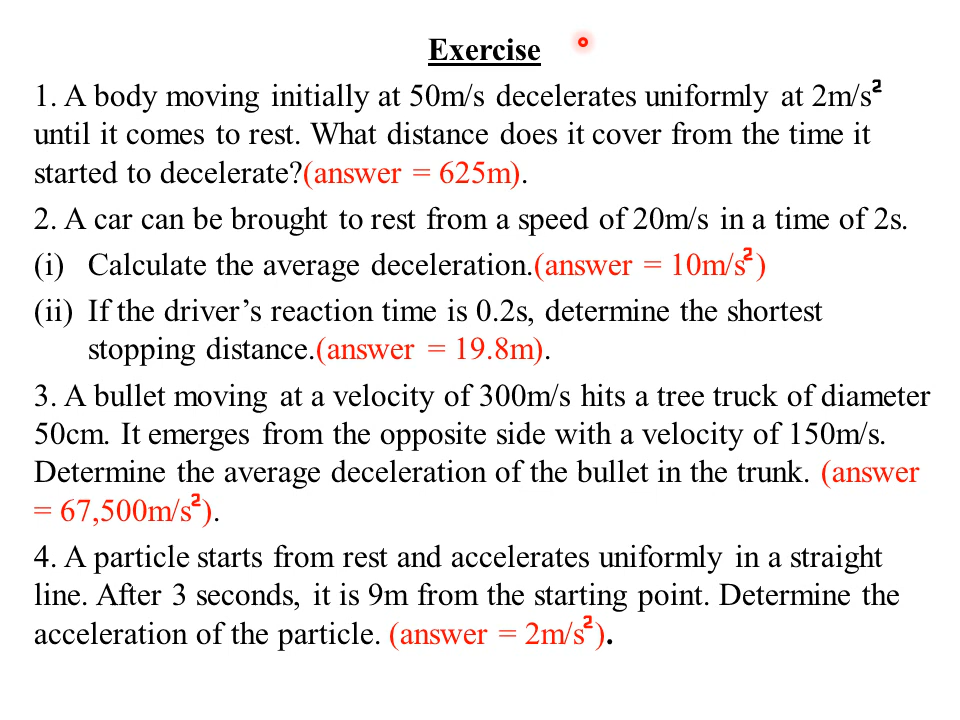 Exercise
1. A body moving initially at 50m/s decelerates uniformly at 2m/s²
until it comes to rest. What distance does it cover from the time it
started to decelerate?(answer = 625m).
2. A car can be brought to rest from a speed of 20m/s in a time of 2s.
(i) Calculate the average deceleration.(answer = 10m/s²)
(ii) If the driver’s reaction time is 0.2s, determine the shortest
stopping distance.(answer = 19.8m).
3. A bullet moving at a velocity of 300m/s hits a tree truck of diameter
50cm. It emerges from the opposite side with a velocity of 150m/s.
Determine the average deceleration of the bullet in the trunk. (answer
= 67,500m/s²).
4. A particle starts from rest and accelerates uniformly in a straight
line. After 3 seconds, it is 9m from the starting point. Determine the
acceleration of the particle. (answer = 2m/s²).